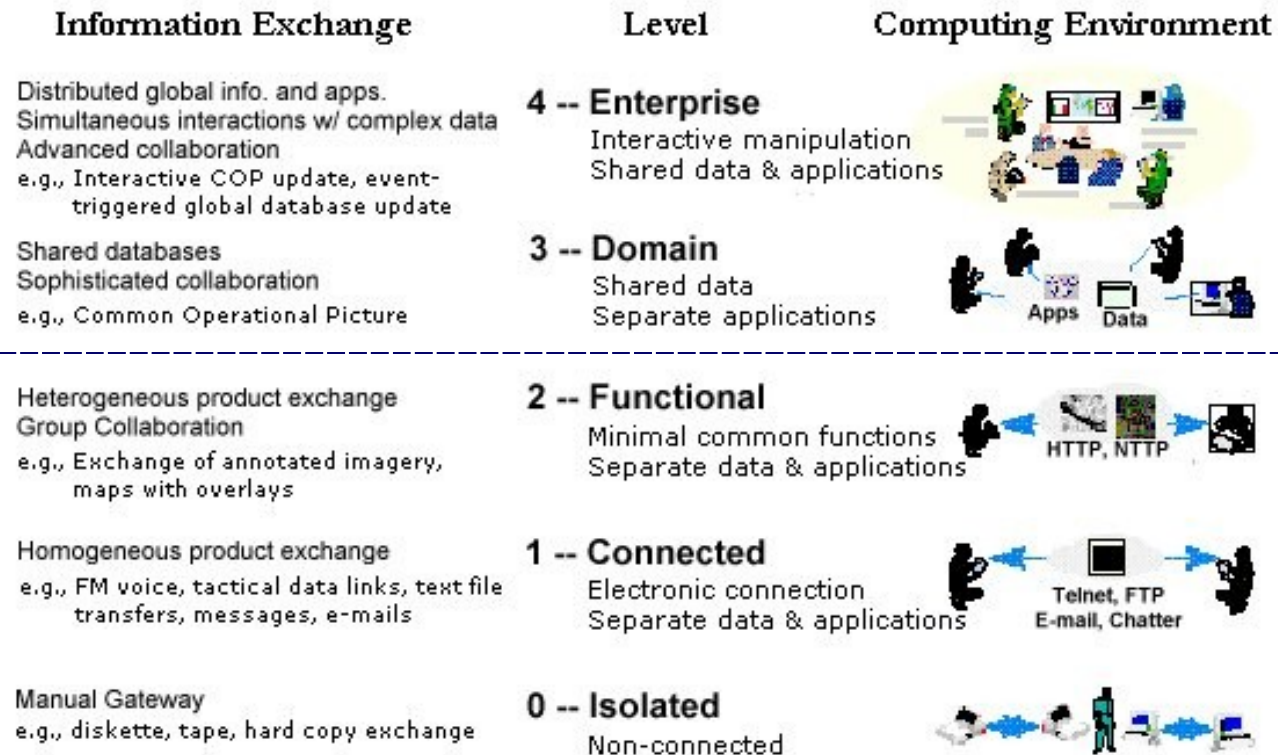 Information Exchange
Level
Computing Environment
Distributed global info. and apps.
Simultaneous interactions w/ complex data
Advanced collaboration
e.g., Interactive COP update, event-
triggered global database update
4 -- Enterprise
Interactive manipulation
Shared data & applications
Shared databases
Sophisticated collaboration
e.g., Common Operational Picture
3 -- Domain
Shared data
Separate applications
Apps
Data
Heterogeneous product exchange
Group Collaboration
e.g., Exchange of annotated imagery,
maps with overlays
2 -- Functional
Minimal common functions
Separate data & applications
HTTP, NTTP
Homogeneous product exchange
e.g., FM voice, tactical data links, text file
transfers, messages, e-mails
1 -- Connected
Electronic connection
Separate data & applications
Telnet, FTP
E-mail, Chatter
Manual Gateway
e.g., diskette, tape, hard copy exchange
0 -- Isolated
Non-connected